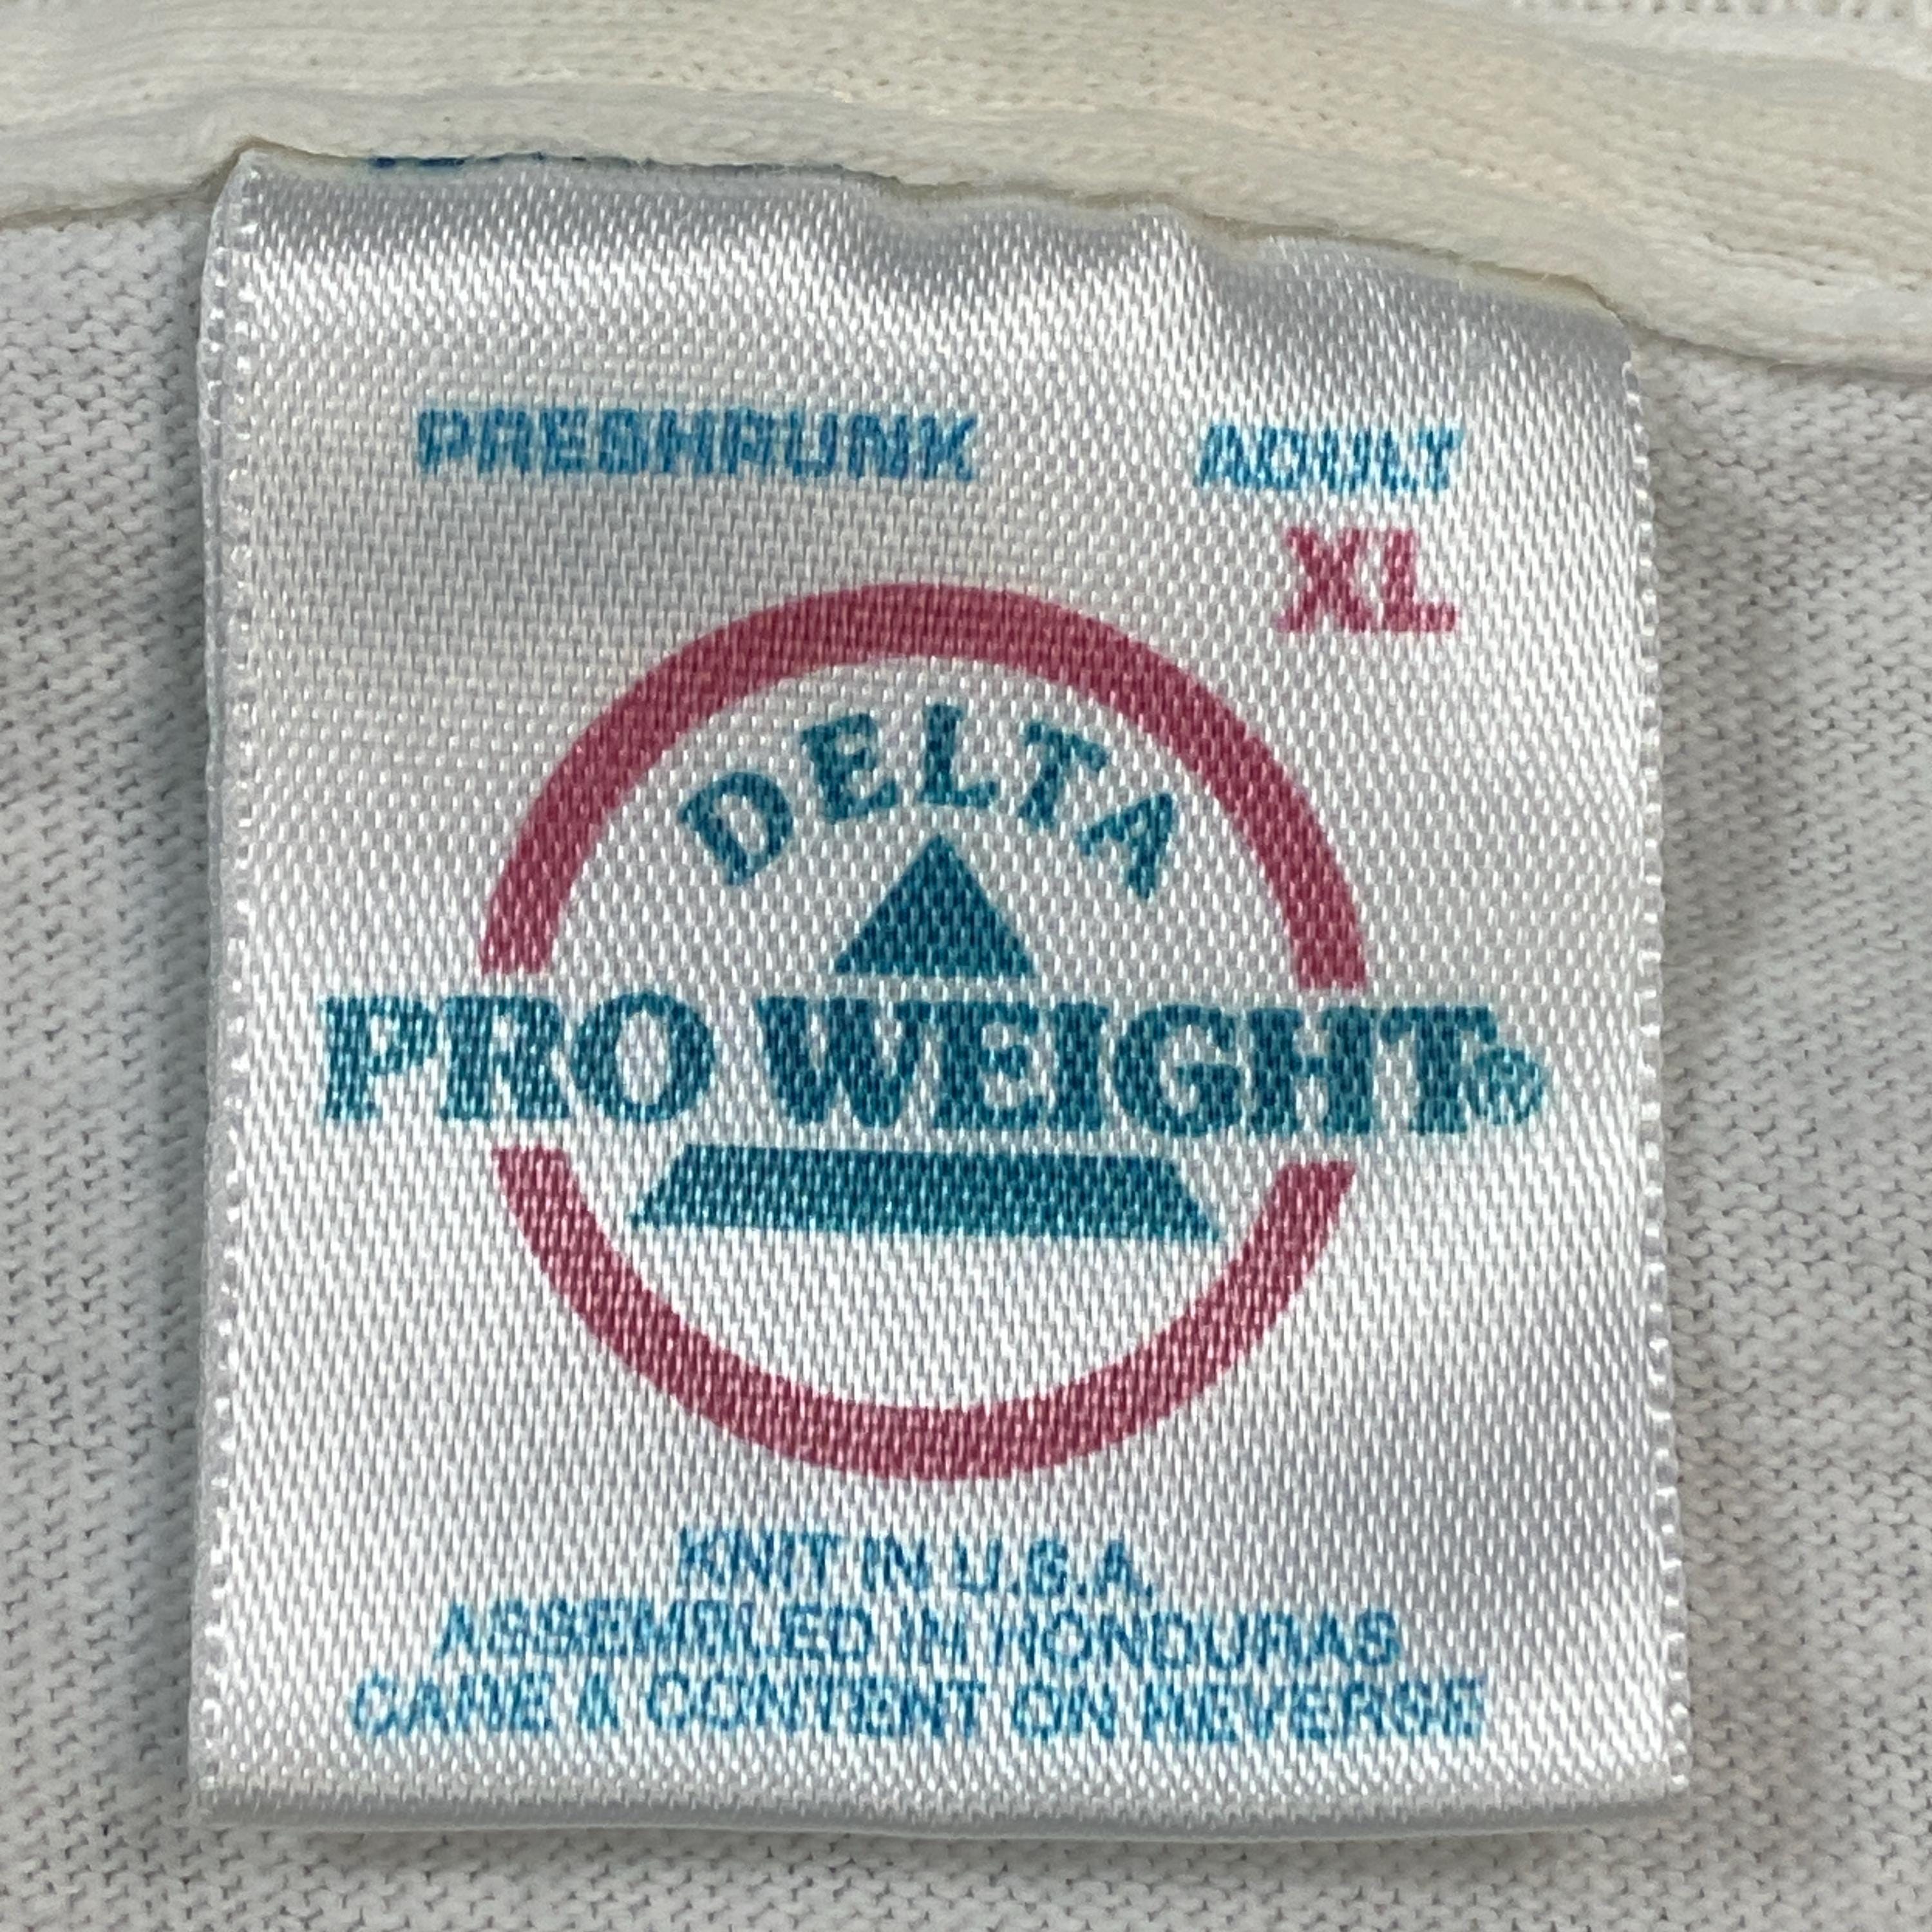 PRESHRUNK ADULT
XL
DELTA
PRO WEIGHT®
KNIT IN U.S.A.
ASSEMBLED IN HONDURAS
CARE & CONTENT ON REVERSE